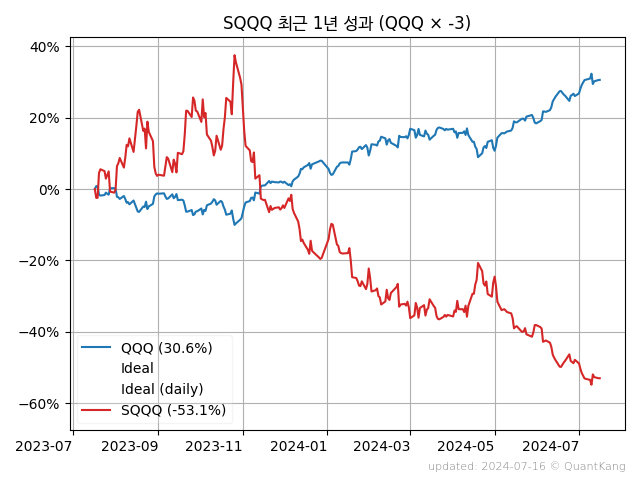 SQQQ 최근 1년 성과 (QQQ × -3)
40%
20%
0%
−20%
−40%
−60%
QQQ (30.6%)
Ideal
Ideal (daily)
SQQQ (-53.1%)
2023-07 2023-09 2023-11 2024-01 2024-03 2024-05 2024-07
updated: 2024-07-16 © QuantKang